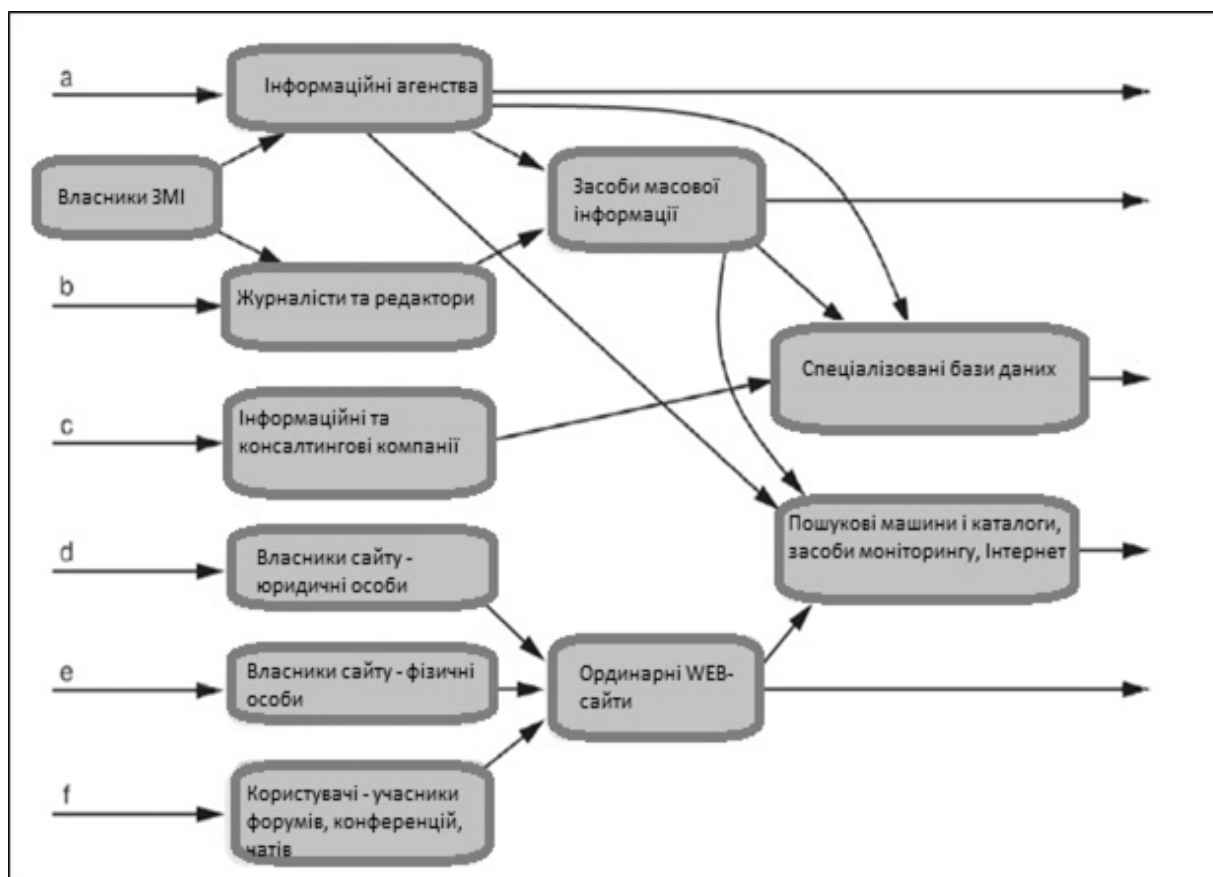 a
Інформаційні агенства
Власники ЗМІ
Засоби масової
інформації
b
Журналісти та редактори
Спеціалізовані бази даних
c
Інформаційні та
консалтингові компанії
Пошукові машини і каталоги,
засоби моніторингу, Інтернет
d
Власники сайту -
юридичні особи
e
Власники сайту - фізичні
особи
Ординарні WEB-
сайти
f
Користувачі - учасники
форумів, конференцій,
чатів